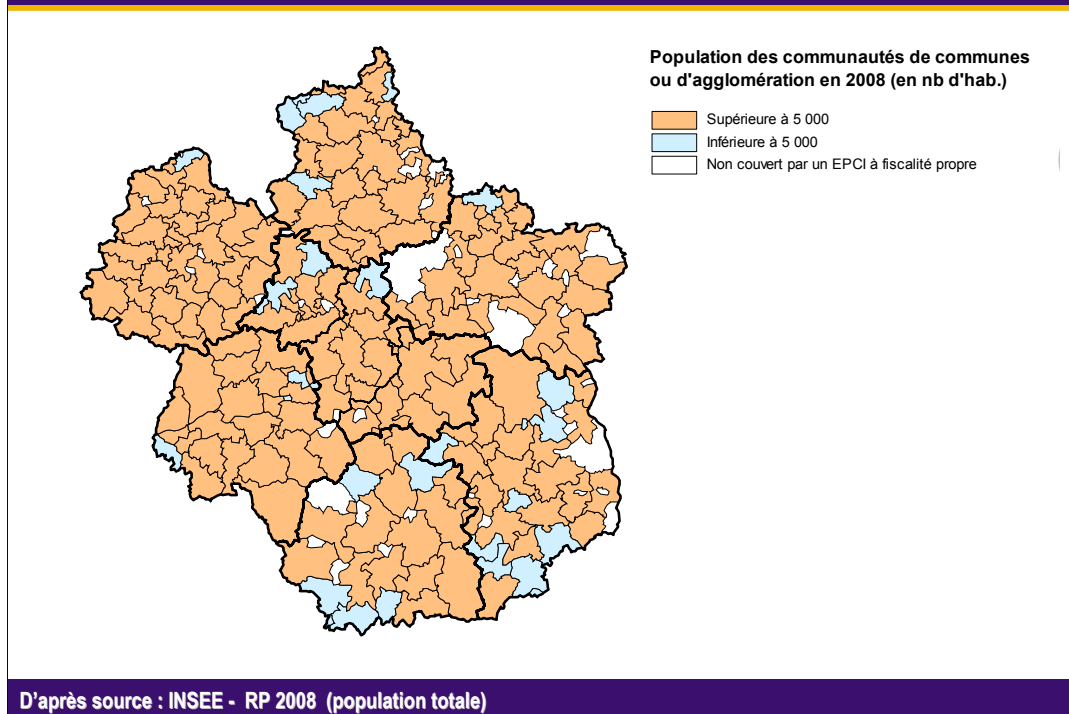 Population des communautés de communes
ou d'agglomération en 2008 (en nb d'hab.)
Supérieure à 5 000
Inférieure à 5 000
Non couvert par un EPCI à fiscalité propre
D'après source : INSEE - RP 2008 (population totale)